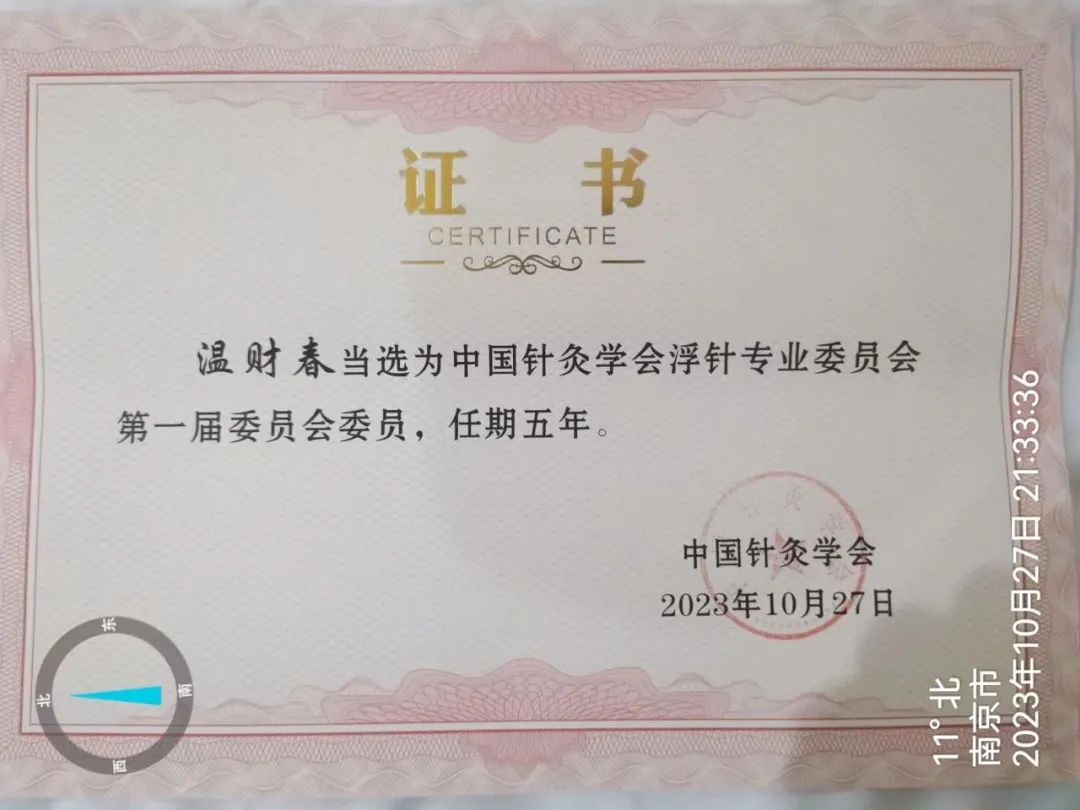 证 书
CERTIFICATE
温财春当选为中国针灸学会浮针专业委员会
第一届委员会委员，任期五年。
中国针灸学会
2023年10月27日
东
北
南
西
11°北
南京市
2023年10月27日 21:33:36